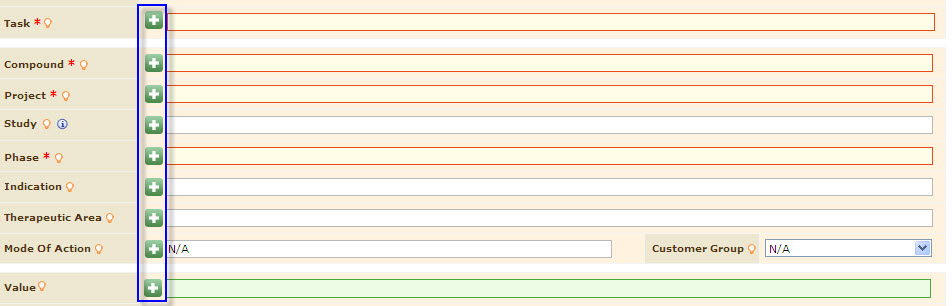 Task *
Compound *
Project *
Study
Phase *
Indication
Therapeutic Area
Mode Of Action N/A Customer Group N/A
Value